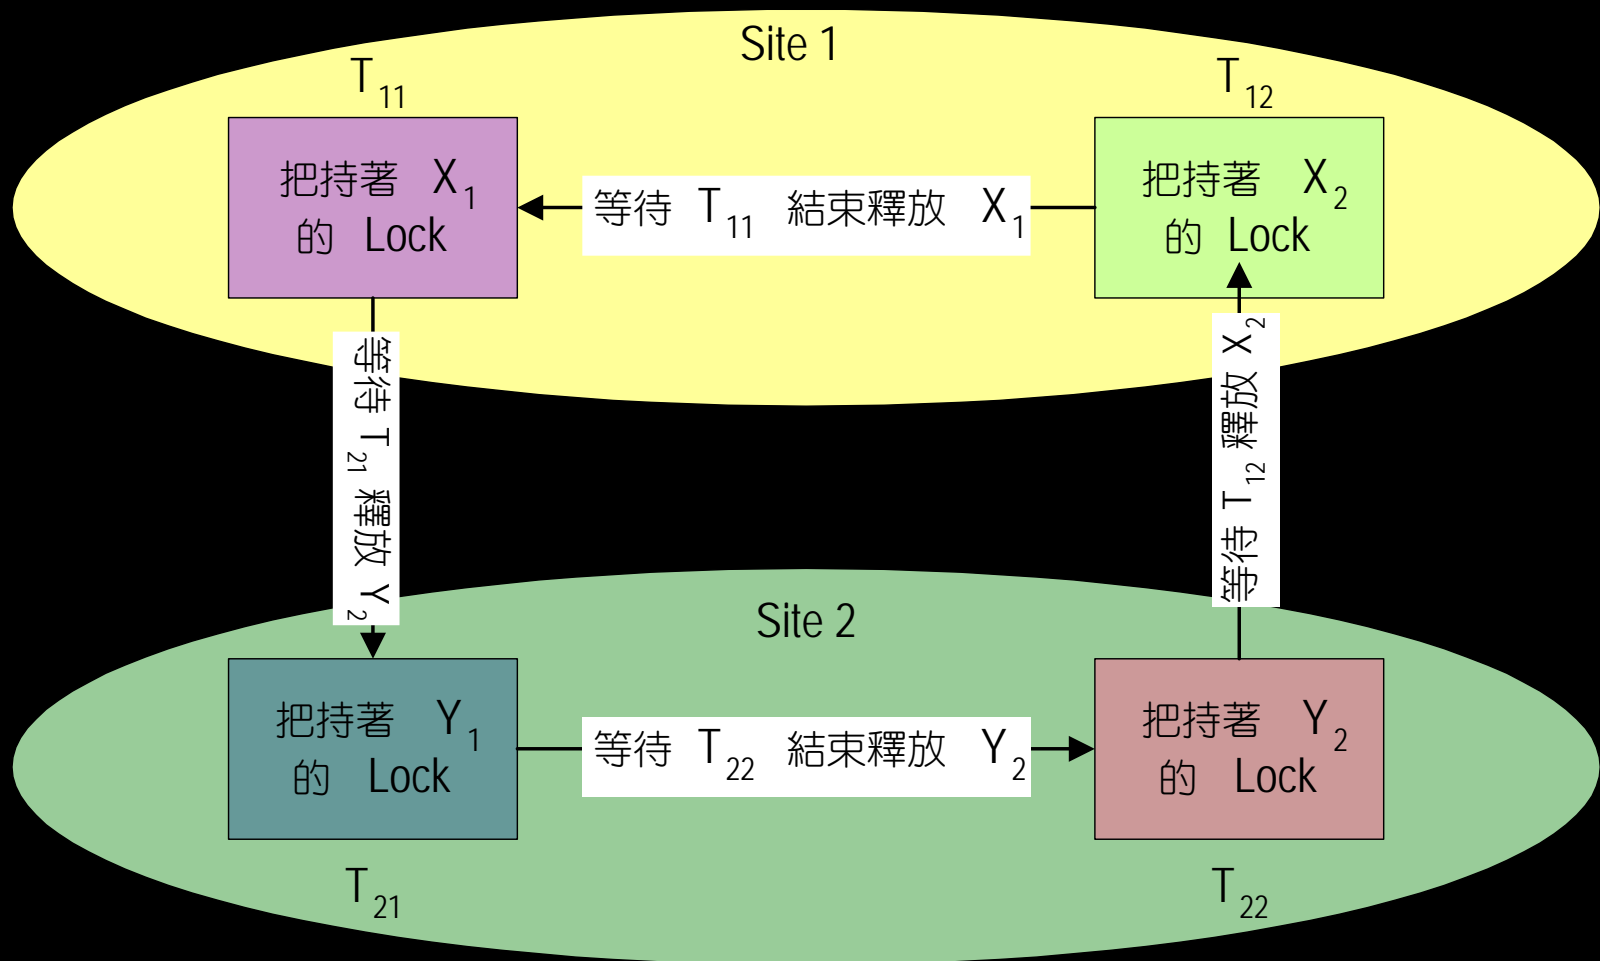 Site 1
T11
T12
把持著 X1
的 Lock
等待 T11 結束釋放 X1
把持著 X2
的 Lock
等待 T21 釋放 Y2
等待 T12 釋放 X2
Site 2
把持著 Y1
的 Lock
等待 T22 結束釋放 Y2
把持著 Y2
的 Lock
T21
T22